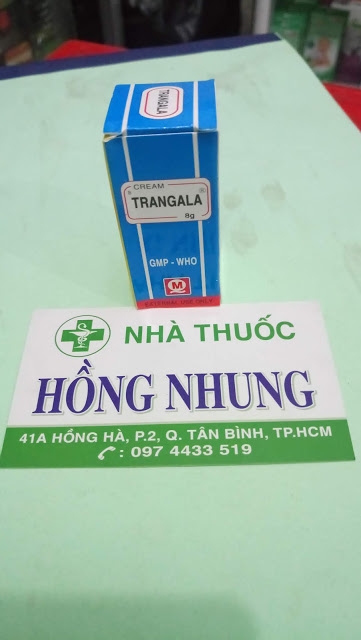 TRANGALA
CREAM
TRANGALA
8g
GMP - WHO
M
EXTERNAL USE ONLY
NHÀ THUỐC
HỒNG NHUNG
41A HỒNG HÀ, P.2, Q. TÂN BÌNH, TP.HCM
: 097 4433 519